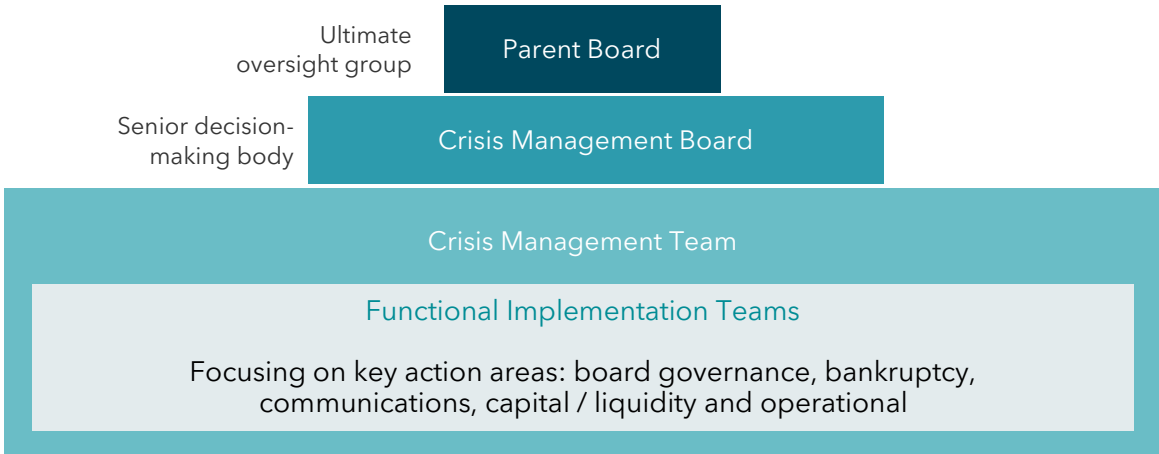 Ultimate
oversight group
Parent Board
Senior decision-
making body
Crisis Management Board
Crisis Management Team
Functional Implementation Teams
Focusing on key action areas: board governance, bankruptcy,
communications, capital / liquidity and operational